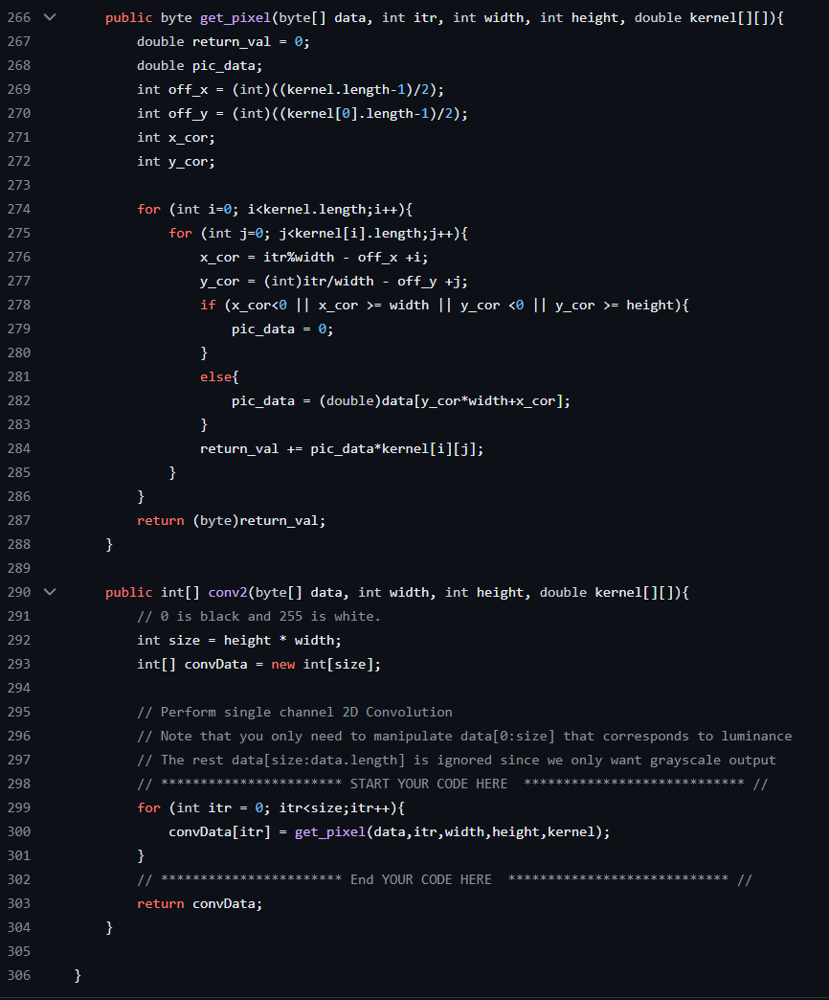 266 public byte get_pixel(byte[] data, int itr, int width, int height, double kernel[][]){
267 double return_val = 0;
268 double pic_data;
269 int off_x = (int)((kernel.length-1)/2);
270 int off_y = (int)((kernel[0].length-1)/2);
271 int x_cor;
272 int y_cor;
273
274 for (int i=0; i<kernel.length;i++){
275 for (int j=0; j<kernel[i].length;j++){
276 x_cor = itr%width - off_x +i;
277 y_cor = (int)itr/width - off_y +j;
278 if (x_cor<0 || x_cor >= width || y_cor <0 || y_cor >= height){
279 pic_data = 0;
280 }
281 else{
282 pic_data = (double)data[y_cor*width+x_cor];
283 }
284 return_val += pic_data*kernel[i][j];
285 }
286 }
287 return (byte)return_val;
288 }
289
290 public int[] conv2(byte[] data, int width, int height, double kernel[][]){
291 // 0 is black and 255 is white.
292 int size = height * width;
293 int[] convData = new int[size];
294
295 // Perform single channel 2D Convolution
296 // Note that you only need to manipulate data[0:size] that corresponds to luminance
297 // The rest data[size:data.length] is ignored since we only want grayscale output
298 // *********************** START YOUR CODE HERE  **************************** //
299 for (int itr = 0; itr<size;itr++){
300 convData[itr] = get_pixel(data,itr,width,height,kernel);
301 }
302 // *********************** End YOUR CODE HERE  **************************** //
303 return convData;
304 }
305
306 }